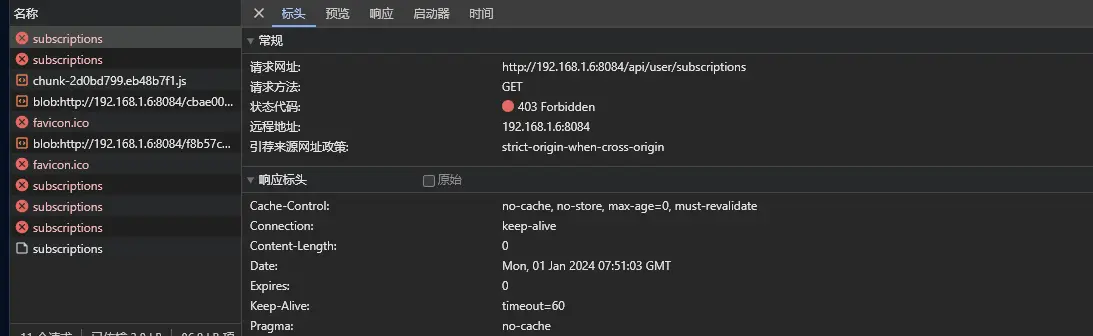 名称
× 标头 预览 响应 启动器 时间
subscriptions
subscriptions
chunk-2d0bd799.eb48b7f1.js
blob:http://192.168.1.6:8084/cbae00...
favicon.ico
blob:http://192.168.1.6:8084/f8b57c...
favicon.ico
subscriptions
subscriptions
subscriptions
subscriptions
常规
请求网址: http://192.168.1.6:8084/api/user/subscriptions
请求方法: GET
状态代码: 403 Forbidden
远程地址: 192.168.1.6:8084
引荐来源网址政策: strict-origin-when-cross-origin
响应标头 原始
Cache-Control: no-cache, no-store, max-age=0, must-revalidate
Connection: keep-alive
Content-Length: 0
Date: Mon, 01 Jan 2024 07:51:03 GMT
Expires: 0
Keep-Alive: timeout=60
Pragma: no-cache